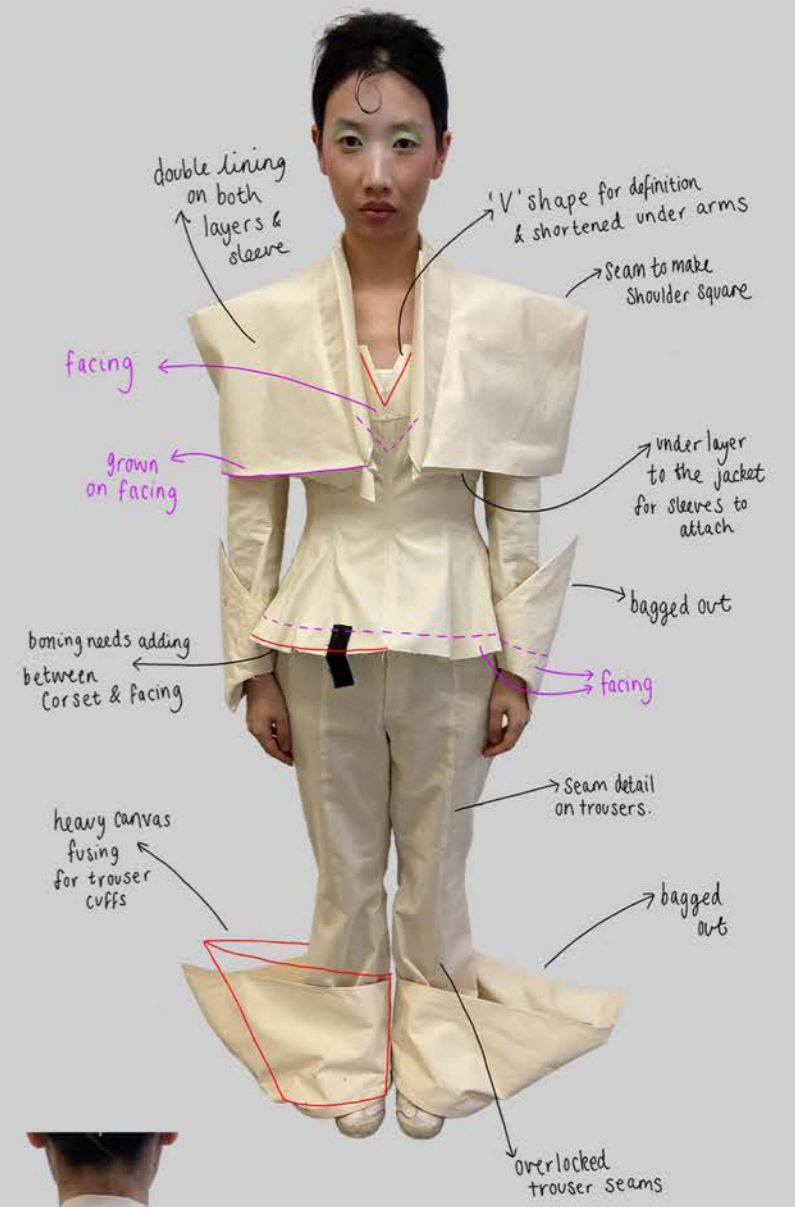 double lining
on both
layers &
sleeve
'V' shape for definition
& shortened under arms
seam to make
shoulder square
facing
grown
on facing
under layer
to the jacket
for sleeves to
attach
bagged out
boning needs adding
between
corset & facing
facing
seam detail
on trousers.
heavy canvas
fusing
for trouser
cuffs
bagged
out
overlocked
trouser seams